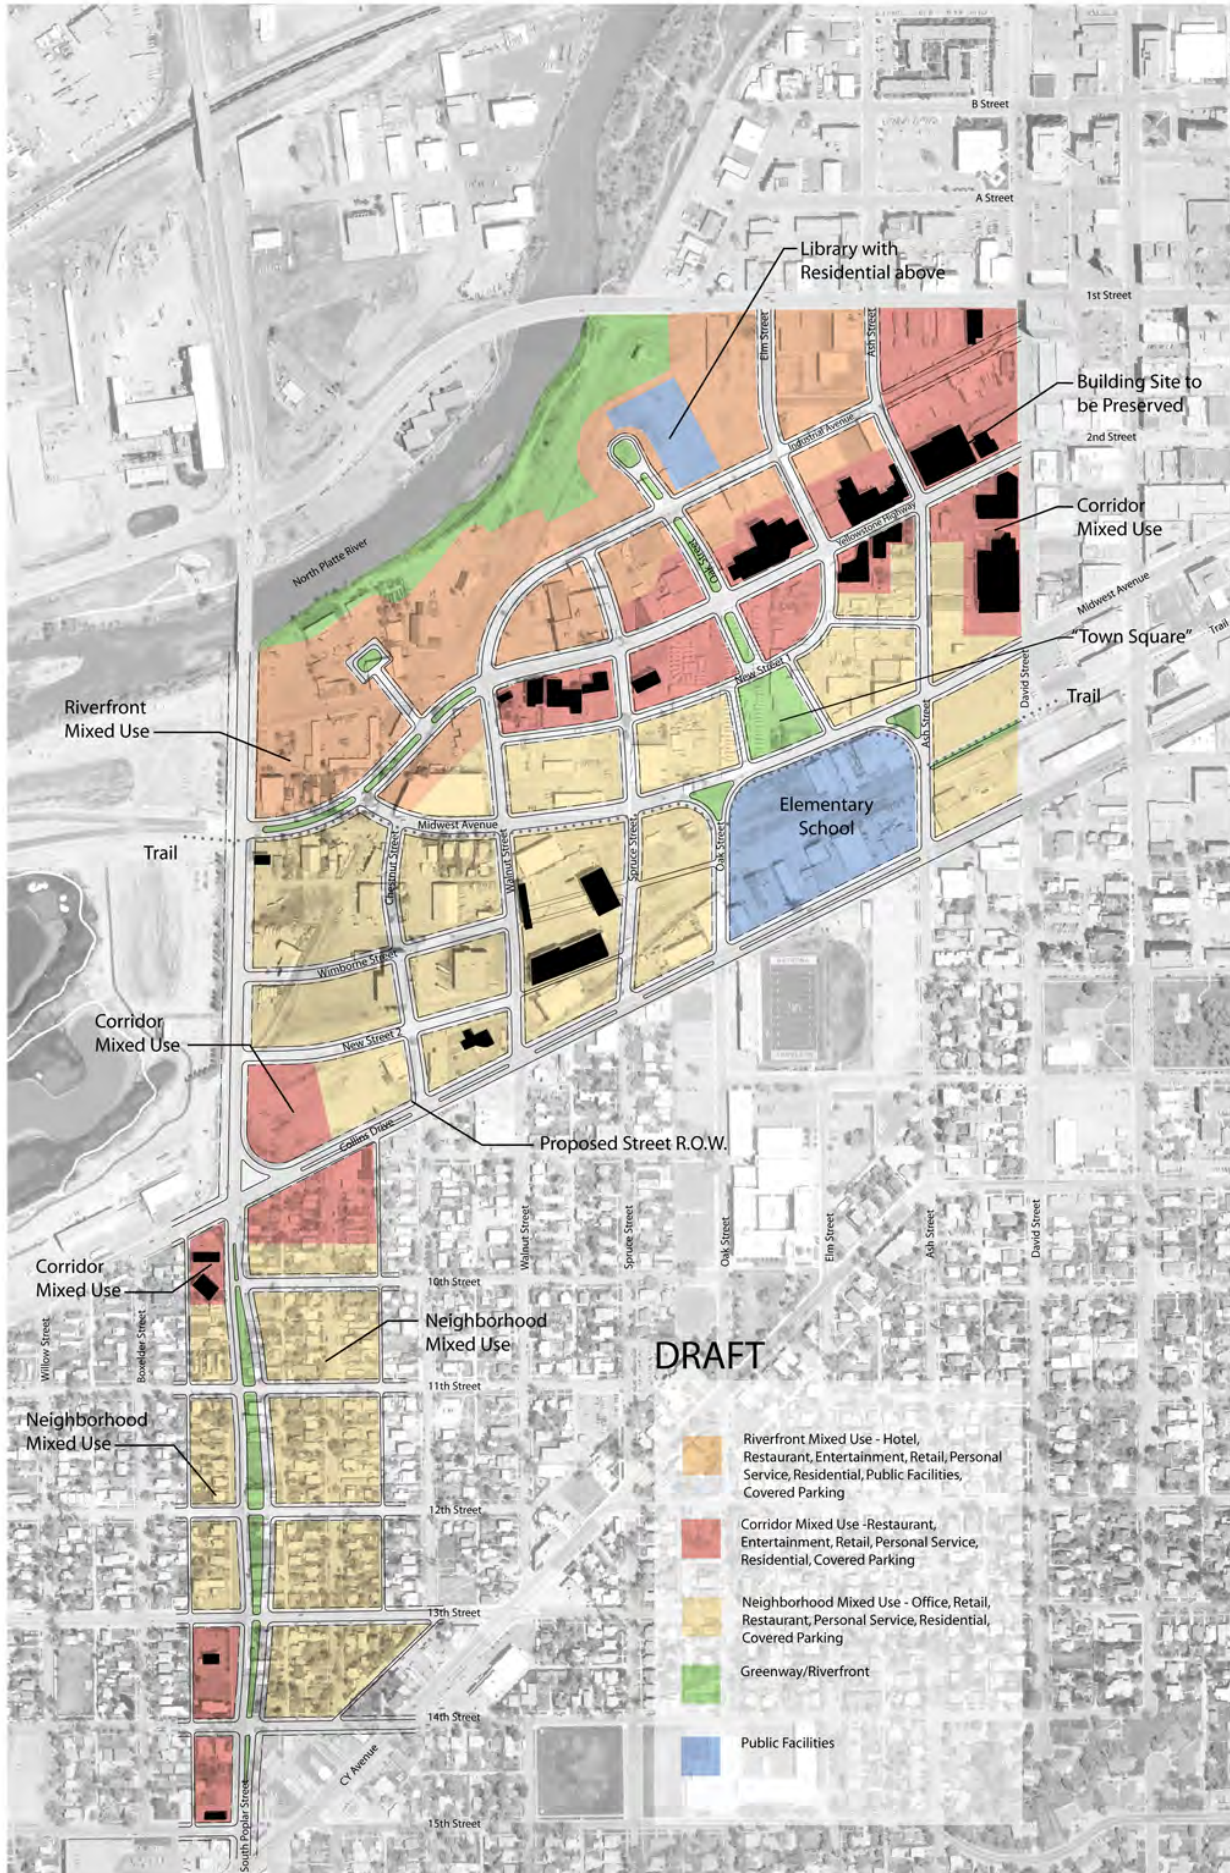 B Street
A Street
Library with
Residential above
1st Street
Elm Street
Ash Street
Building Site to
be Preserved
2nd Street
Industrial Avenue
Corridor
Mixed Use
Yellowstone Highway
North Platte River
Oak Street
Midwest Avenue
"Town Square"
Trail
New Street 1
David Street
Trail
Riverfront
Mixed Use
Ash Street
Elementary
School
Midwest Avenue
Trail
Chestnut Street
Walnut Street
Spruce Street
Oak Street
Wimborne Street
Corridor
Mixed Use
New Street 2
Collins Drive
Proposed Street R.O.W.
Walnut Street
Spruce Street
Oak Street
Elm Street
Ash Street
David Street
Corridor
Mixed Use
10th Street
Willow Street
Boxelder Street
Neighborhood
Mixed Use
DRAFT
11th Street
Neighborhood
Mixed Use
12th Street
13th Street
14th Street
CY Avenue
15th Street
South Poplar Street
Riverfront Mixed Use - Hotel,
Restaurant, Entertainment, Retail, Personal
Service, Residential, Public Facilities,
Covered Parking
Corridor Mixed Use -Restaurant,
Entertainment, Retail, Personal Service,
Residential, Covered Parking
Neighborhood Mixed Use - Office, Retail,
Restaurant, Personal Service, Residential,
Covered Parking
Greenway/Riverfront
Public Facilities